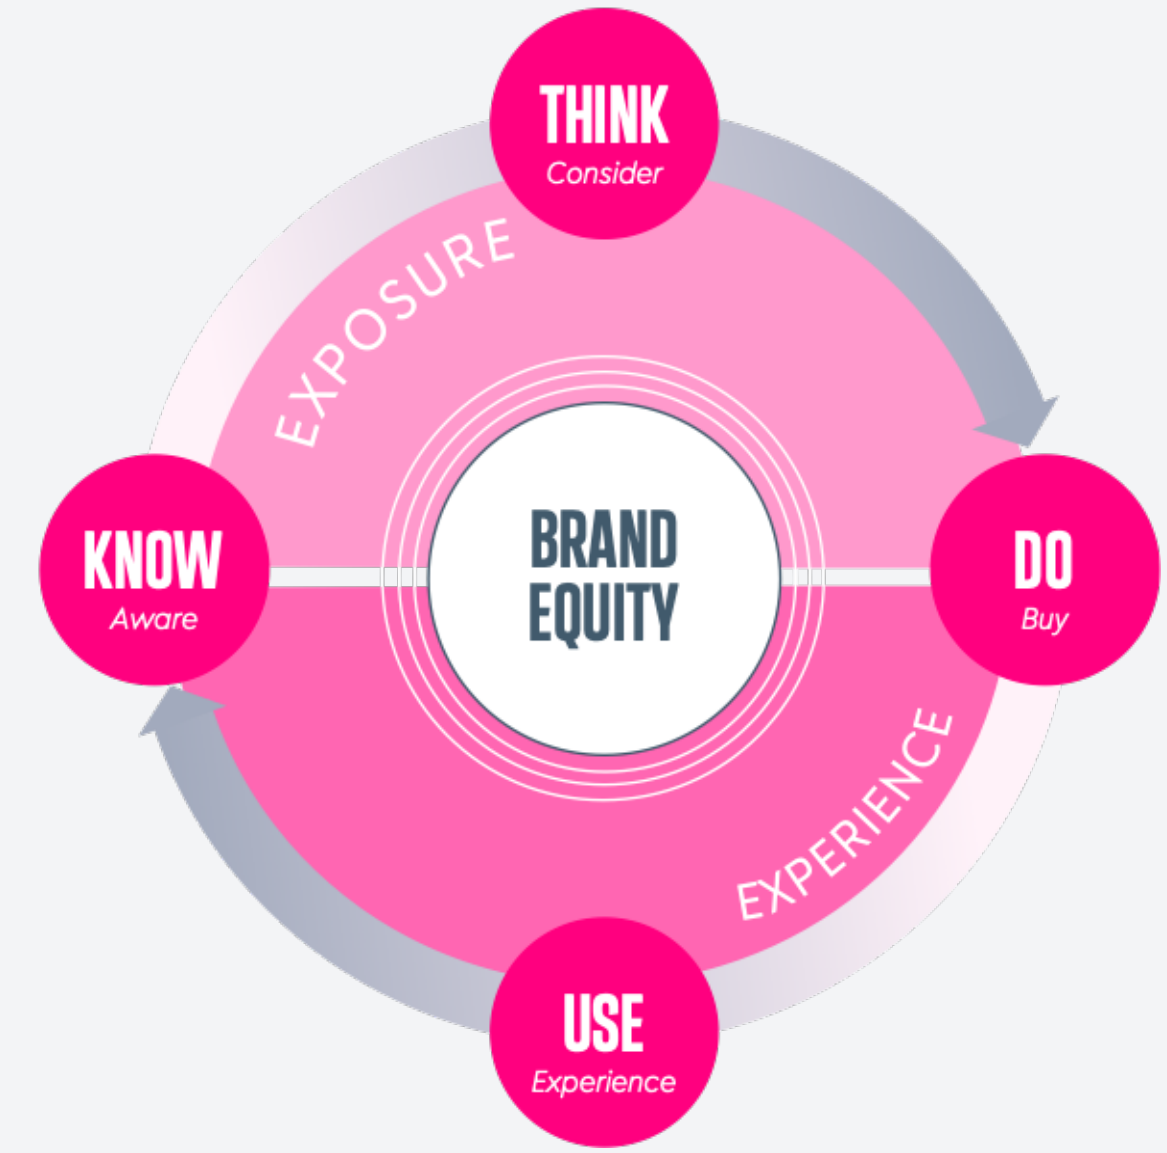 THINK
Consider
EXPOSURE
KNOW
Aware
BRAND
EQUITY
DO
Buy
EXPERIENCE
USE
Experience